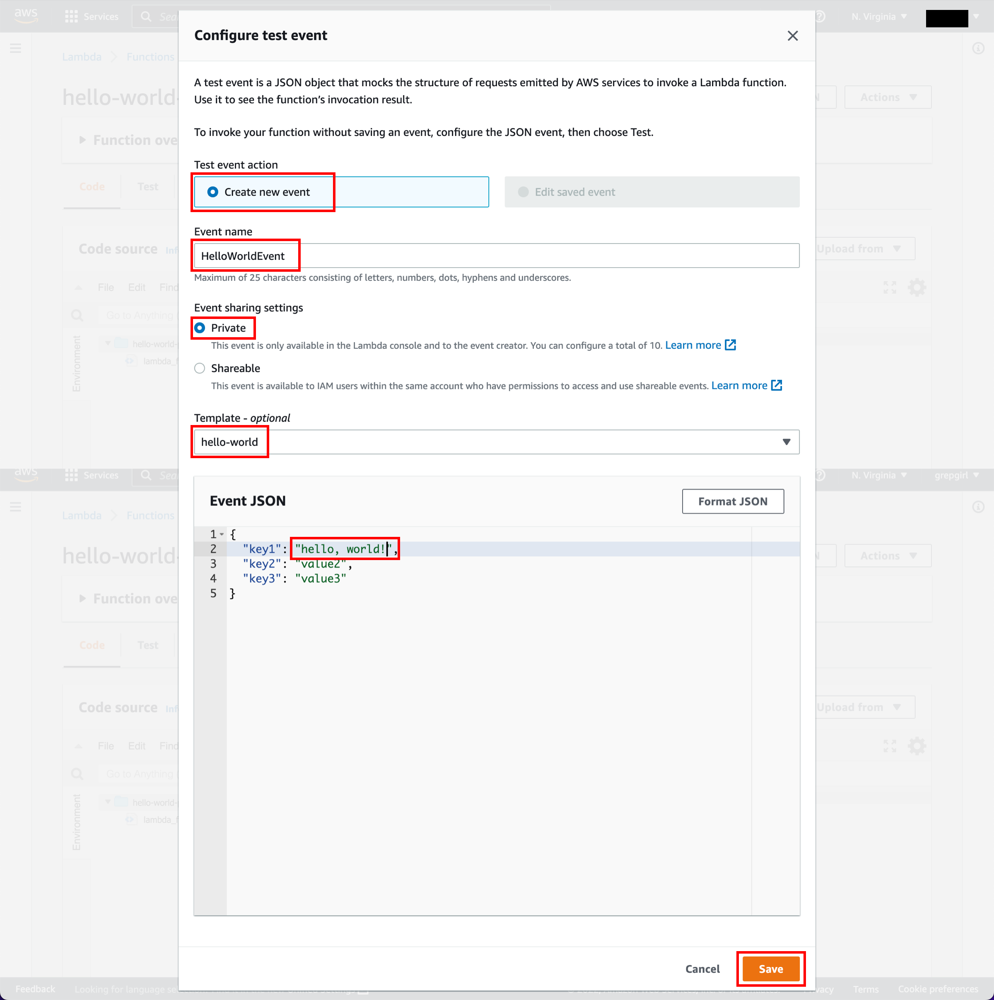 aws Services N. Virginia
Configure test event
Lambda Functions
A test event is a JSON object that mocks the structure of requests emitted by AWS services to invoke a Lambda function.
Use it to see the function’s invocation result.
hello-world- Actions
To invoke your function without saving an event, configure the JSON event, then choose Test.
Function ove
Test event action
Code Test
Create new event Edit saved event
Event name
Code source Inf Upload from
HelloWorldEvent
Maximum of 25 characters consisting of letters, numbers, dots, hyphens and underscores.
File Edit Find
Event sharing settings
Go to Anything
Private
Environment
hello-world-
This event is only available in the Lambda console and to the event creator. You can configure a total of 10. Learn more
lambda_f
Shareable
This event is available to IAM users within the same account who have permissions to access and use shareable events. Learn more
Template - optional
hello-world
aws Services Sea N. Virginia grepgirl
Event JSON Format JSON
Lambda Functions
1 {
2 "key1": "hello, world!",
3 "key2": "value2",
4 "key3": "value3"
5 }
hello-world- Actions
Function ove
Code Test
Code source Inf Upload from
File Edit Find
Go to Anything
Environment
hello-world-
lambda_f
Cancel Save
Feedback Looking for language se Terms Cookie preferences